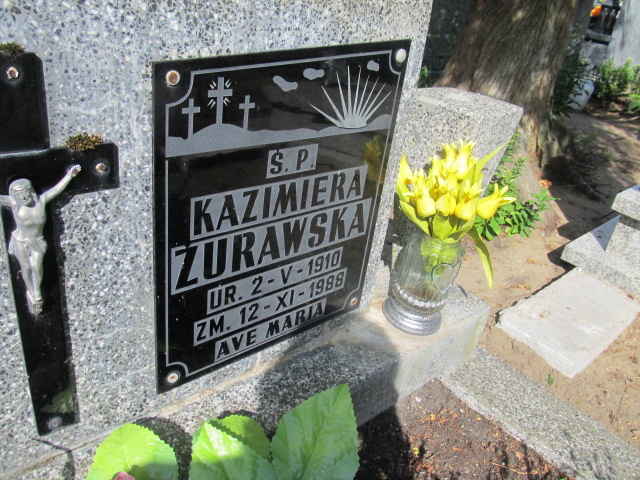 Ś. P.
KAZIMIERA
ŻURAWSKA
UR. 2-V-1910
ZM. 12-XI-1988
AVE MARIA